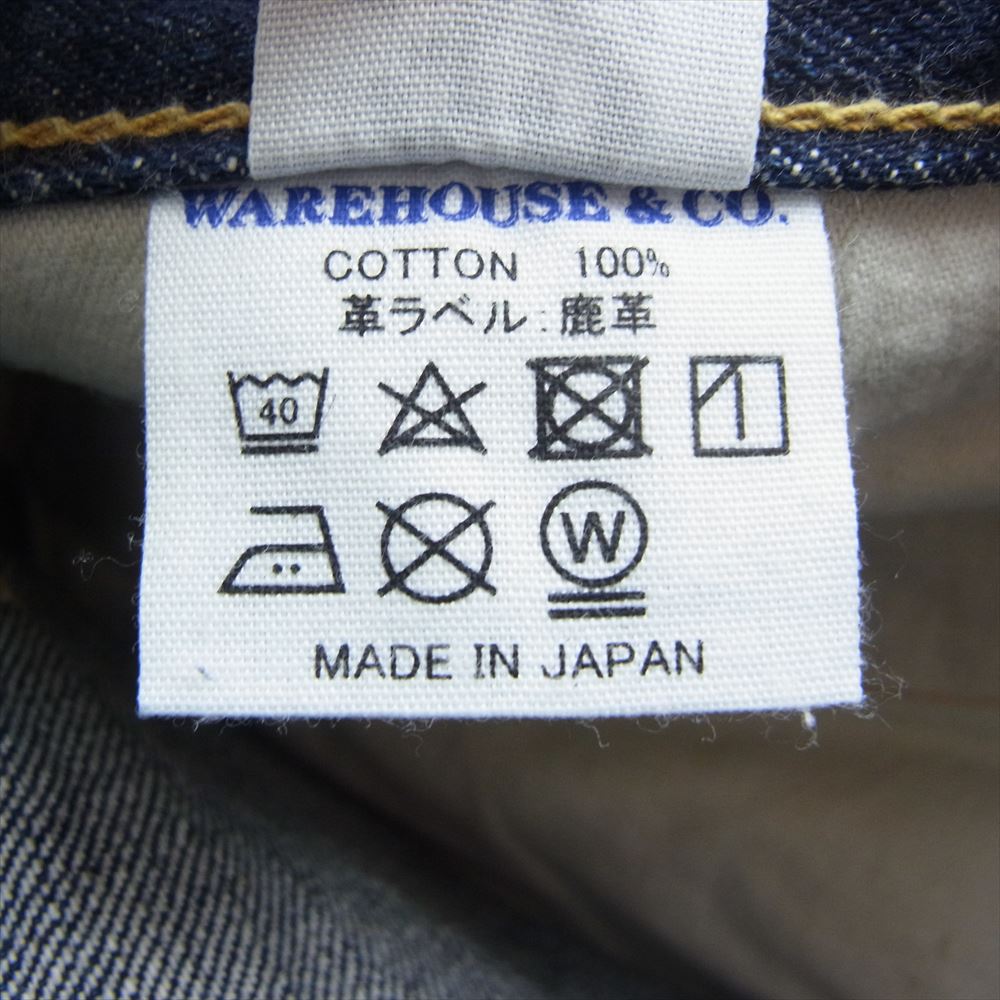 WAREHOUSE & CO.
COTTON 100%
革ラベル:鹿革
40
W
MADE IN JAPAN